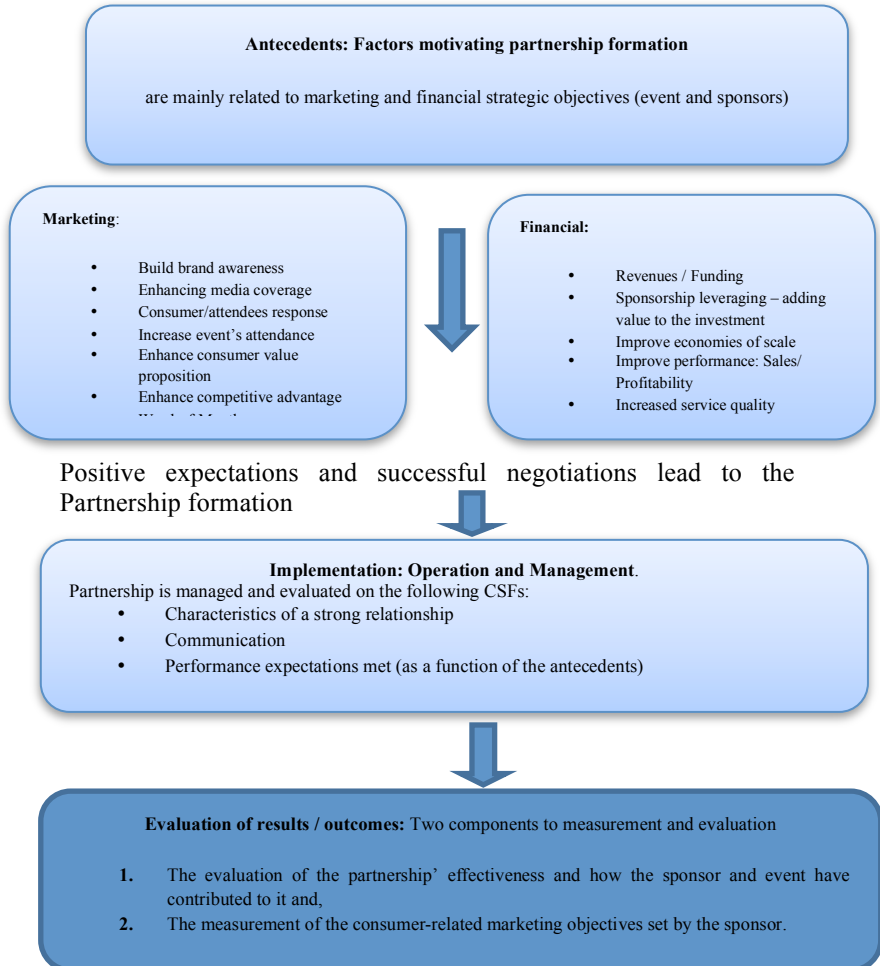 Antecedents: Factors motivating partnership formation
are mainly related to marketing and financial strategic objectives (event and sponsors)
Marketing:
• Build brand awareness
• Enhancing media coverage
• Consumer/attendees response
• Increase event's attendance
• Enhance consumer value
proposition
• Enhance competitive advantage
Financial:
• Revenues / Funding
• Sponsorship leveraging – adding
value to the investment
• Improve economies of scale
• Improve performance: Sales/
Profitability
• Increased service quality
Positive expectations and successful negotiations lead to the
Partnership formation
Implementation: Operation and Management.
Partnership is managed and evaluated on the following CSFs:
• Characteristics of a strong relationship
• Communication
• Performance expectations met (as a function of the antecedents)
Evaluation of results / outcomes: Two components to measurement and evaluation
1. The evaluation of the partnership' effectiveness and how the sponsor and event have
contributed to it and,
2. The measurement of the consumer-related marketing objectives set by the sponsor.